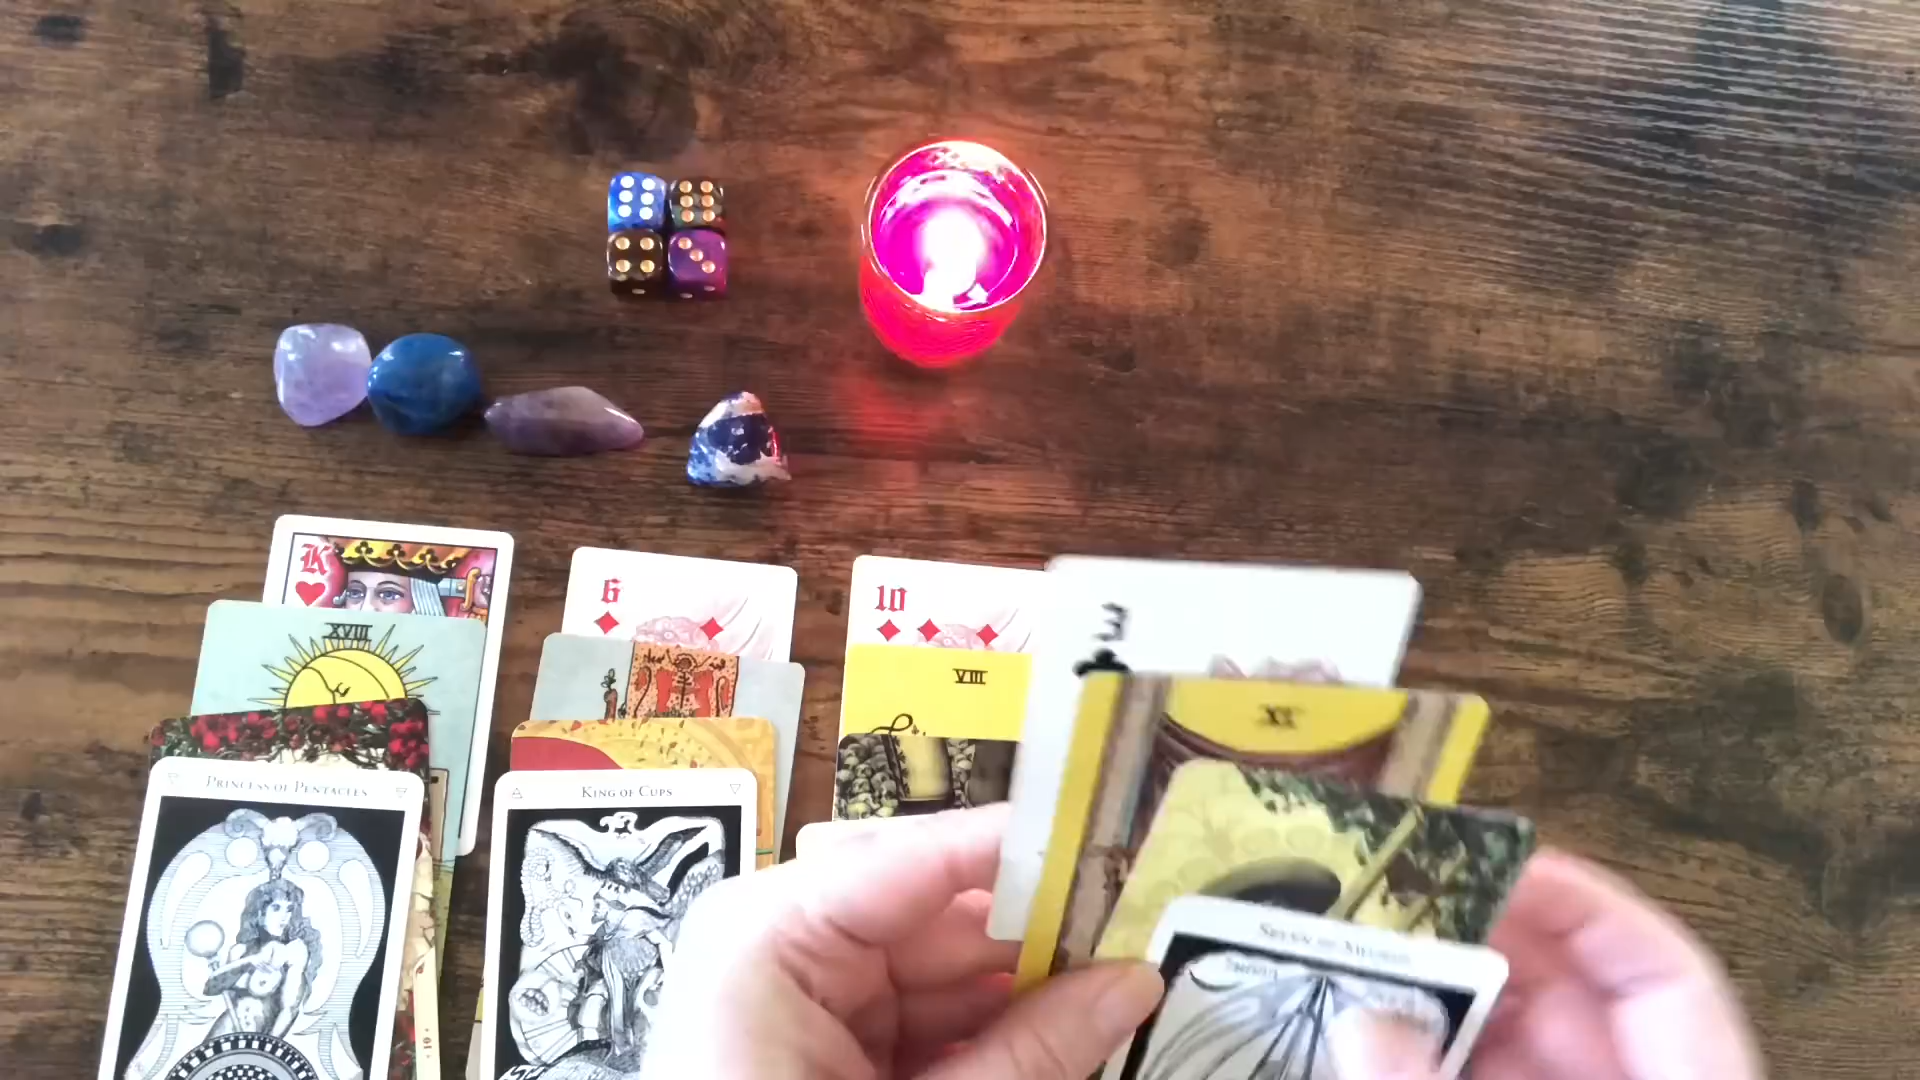 K
6
10
3
XVIII
VIII
XI
PRINCESS OF PENTACLES
KING OF CUPS